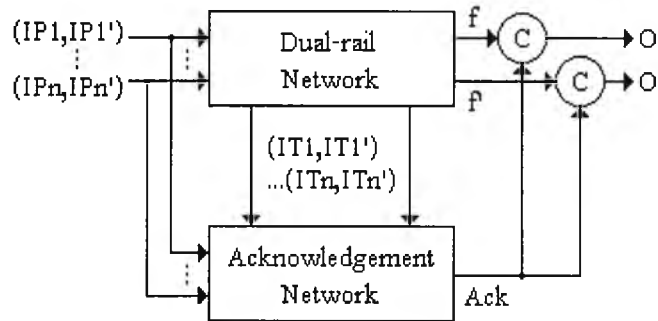 (IP1,IP1')
(IPn,IPn')
Dual-rail
Network
f
C
O
f'
C
O
(IT1,IT1')
...(ITn,ITn')
Acknowledgement
Network
Ack